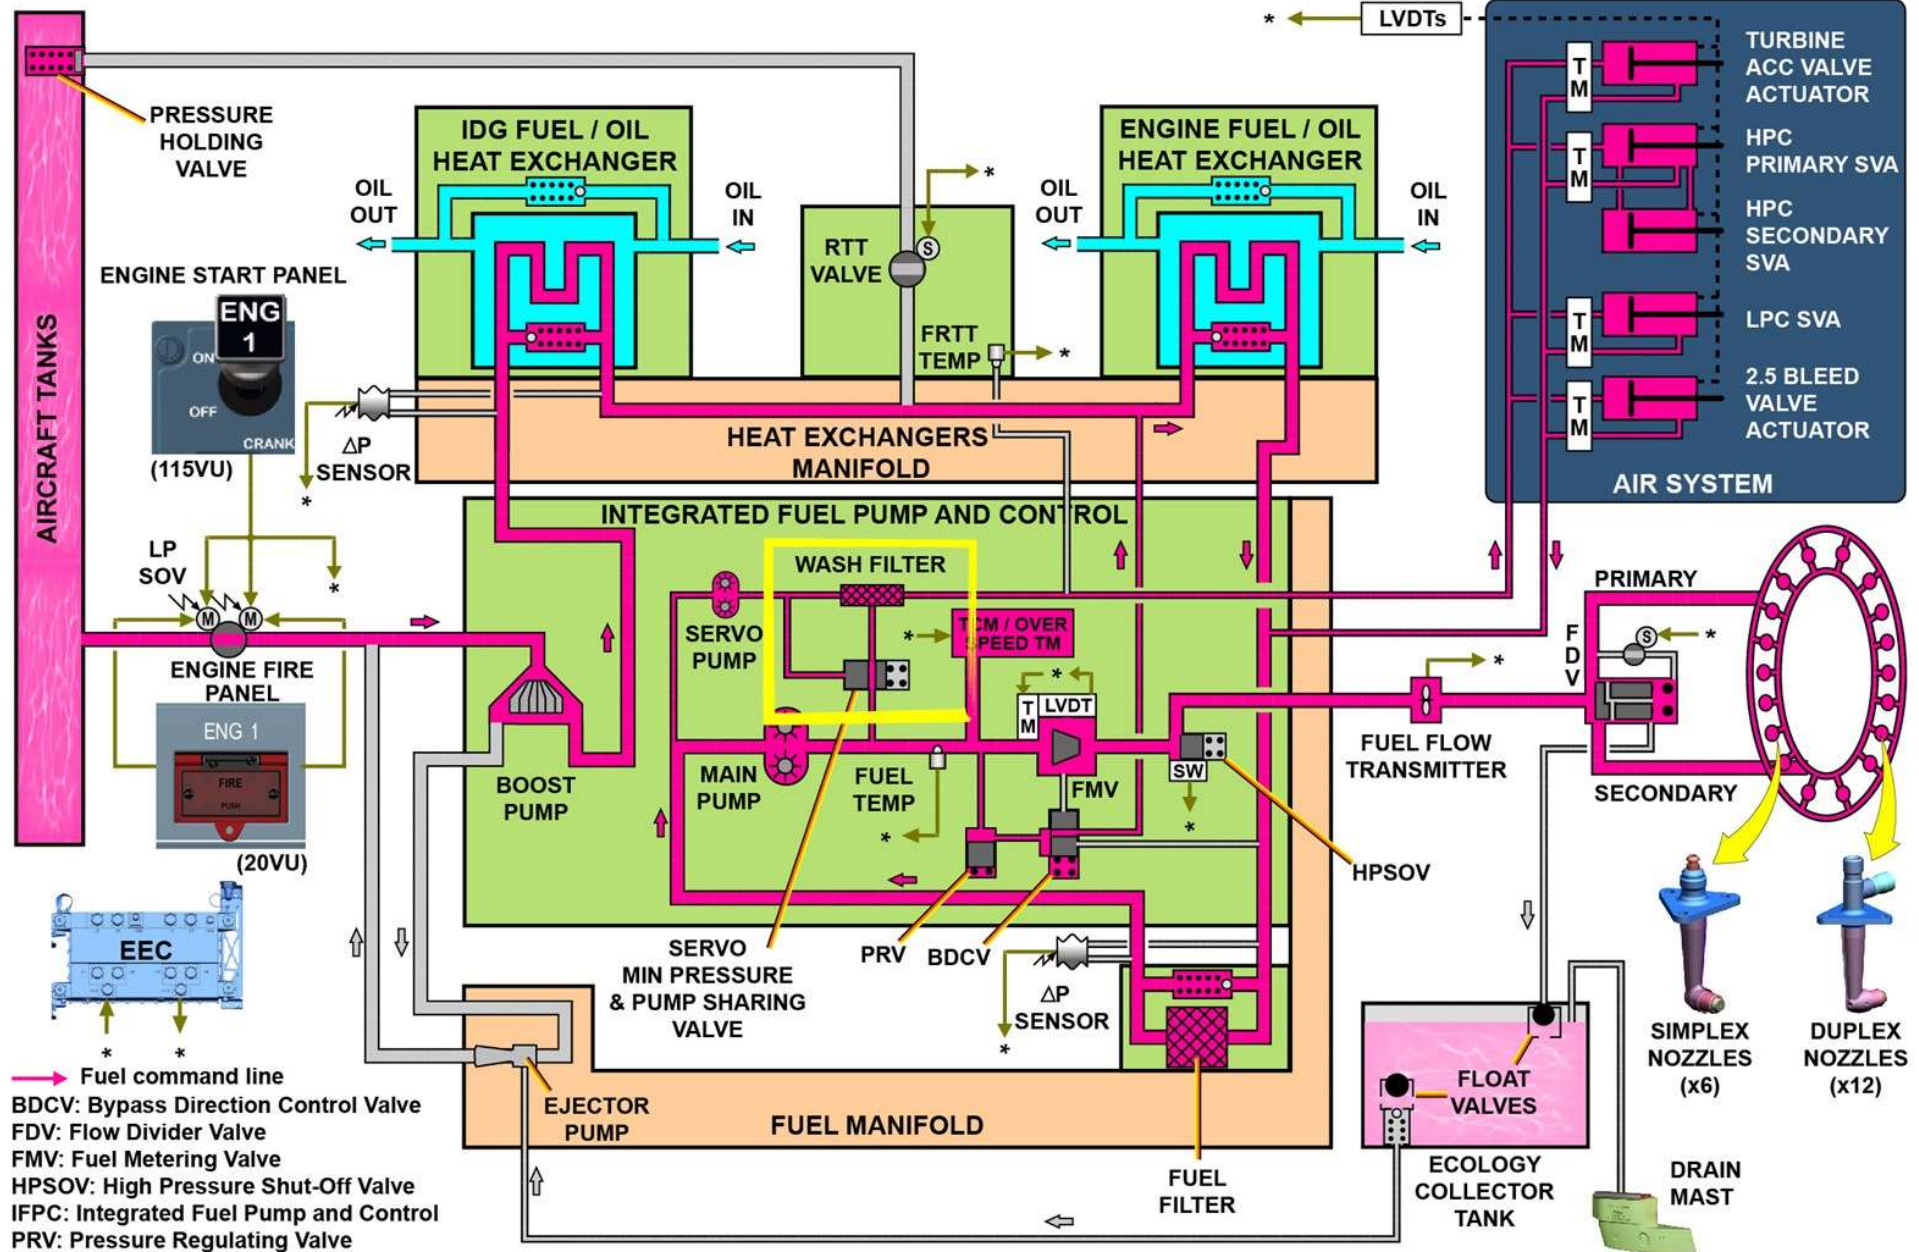 * LVDTs
TURBINE
ACC VALVE
ACTUATOR
TM
HPC
PRIMARY SVA
TM
HPC
SECONDARY
SVA
LPC SVA
TM
2.5 BLEED
VALVE
ACTUATOR
TM
AIR SYSTEM
PRESSURE
HOLDING
VALVE
AIRCRAFT TANKS
IDG FUEL / OIL
HEAT EXCHANGER
OIL
OUT
OIL
IN
RTT
VALVE
S
*
FRTT
TEMP
*
ENGINE FUEL / OIL
HEAT EXCHANGER
OIL
OUT
OIL
IN
ENGINE START PANEL
ENG
1
ON
OFF
CRANK
(115VU)
ΔP
SENSOR
*
HEAT EXCHANGERS
MANIFOLD
LP
SOV
*
M
M
ENGINE FIRE
PANEL
ENG 1
FIRE
PUSH
(20VU)
INTEGRATED FUEL PUMP AND CONTROL
WASH FILTER
SERVO
PUMP
*
TCM / OVER
SPEED TM
*
TM
LVDT
BOOST
PUMP
MAIN
PUMP
FUEL
TEMP
*
FMV
SW
*
HPSOV
PRIMARY
FDV
S
*
*
FUEL FLOW
TRANSMITTER
SECONDARY
SERVO
MIN PRESSURE
& PUMP SHARING
VALVE
PRV
BDCV
ΔP
SENSOR
*
EEC
*
*
EJECTOR
PUMP
FUEL MANIFOLD
FUEL
FILTER
FLOAT
VALVES
ECOLOGY
COLLECTOR
TANK
DRAIN
MAST
SIMPLEX
NOZZLES
(x6)
DUPLEX
NOZZLES
(x12)
Fuel command line
BDCV: Bypass Direction Control Valve
FDV: Flow Divider Valve
FMV: Fuel Metering Valve
HPSOV: High Pressure Shut-Off Valve
IFPC: Integrated Fuel Pump and Control
PRV: Pressure Regulating Valve